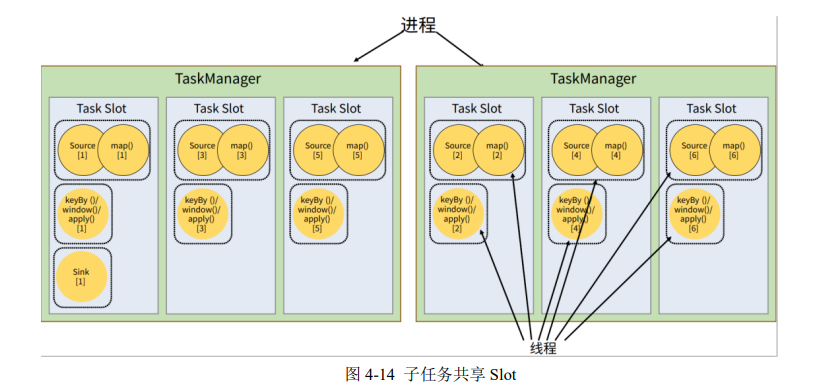 进程
TaskManager
TaskManager
Task Slot
Task Slot
Task Slot
Task Slot
Task Slot
Task Slot
Source
[1]
map()
[1]
Source
[3]
map()
[3]
Source
[5]
map()
[5]
Source
[2]
map()
[2]
Source
[4]
map()
[4]
Source
[6]
map()
[6]
keyBy ()/
window()/
apply()
[1]
keyBy ()/
window()/
apply()
[3]
keyBy ()/
window()/
apply()
[5]
keyBy ()/
window()/
apply()
[2]
keyBy ()/
window()/
apply()
[4]
keyBy ()/
window()/
apply()
[6]
Sink
[1]
线程
图 4-14 子任务共享 Slot